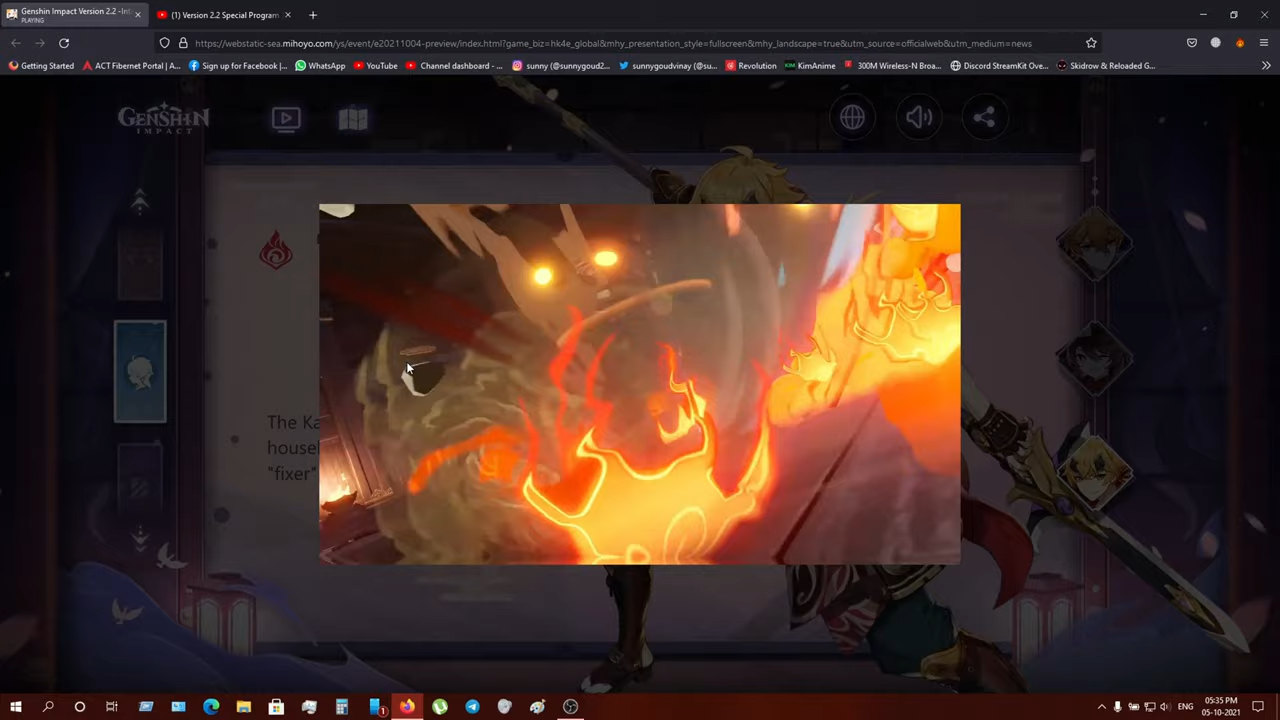 Genshin Impact Version 2.2 -Int
PLAYING
(1) Version 2.2 Special Program
https://webstatic-sea.mihoyo.com/ys/event/e20211004-preview/index.html?game_biz=hk4e_global&mhy_presentation_style=fullscreen&mhy_landscape=true&utm_source=officialweb&utm_medium=news
Getting Started
ACT Fibernet Portal | A...
Sign up for Facebook |...
WhatsApp
YouTube
Channel dashboard - ...
sunny (@sunnygoud2...
sunnygoudvinay (@su...
Revolution
KimAnime
300M Wireless-N Broa...
Discord StreamKit Ove...
Skidrow & Reloaded G...
GENSHIN
IMPACT
The Ka
househ
"fixer"
1
ENG
05:35 PM
05-10-2021